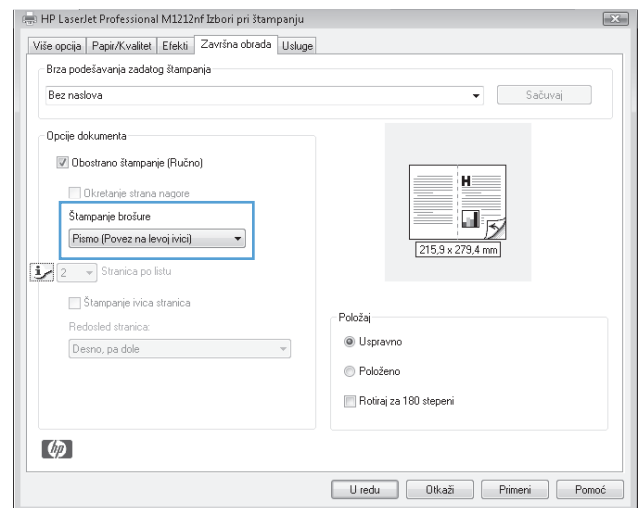 HP LaserJet Professional M1212nf Izbori pri štampanju
Više opcija Papir/Kvalitet Efekti Završna obrada Usluge
Brza podešavanja zadatog štampanja
Bez naslova
Sačuvaj
Opcije dokumenta
Obostrano štampanje (Ručno)
Okretanje strana nagore
Štampanje brošure
Pismo (Povez na levoj ivici)
2 Stranica po listu
Štampanje ivica stranica
Redosled stranica:
Desno, pa dole
H
215,9 x 279,4 mm
Položaj
Uspravno
Položeno
Rotiraj za 180 stepeni
hp
U redu Otkaži Primeni Pomoć